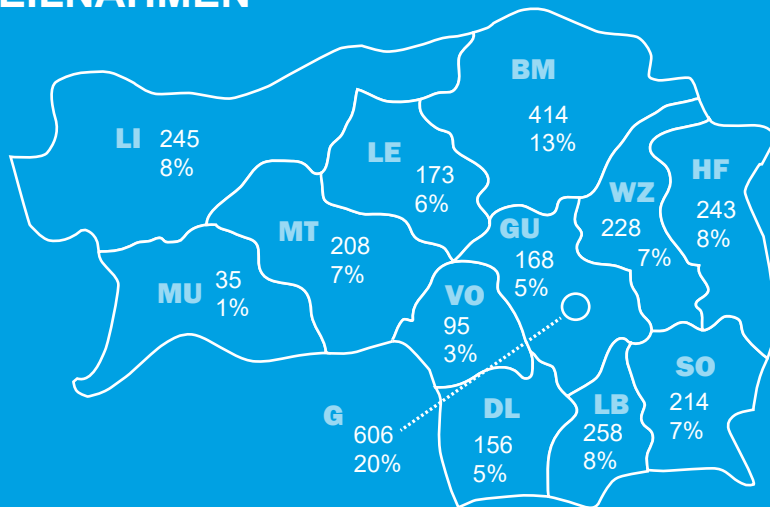 EILNAHMEN
BM
414
13%
LI 245
8%
LE
173
6%
HF
243
8%
WZ
228
7%
MT
208
7%
GU
168
5%
MU 35
1%
VO
95
3%
SO
214
7%
G
606
20%
DL
156
5%
LB
258
8%